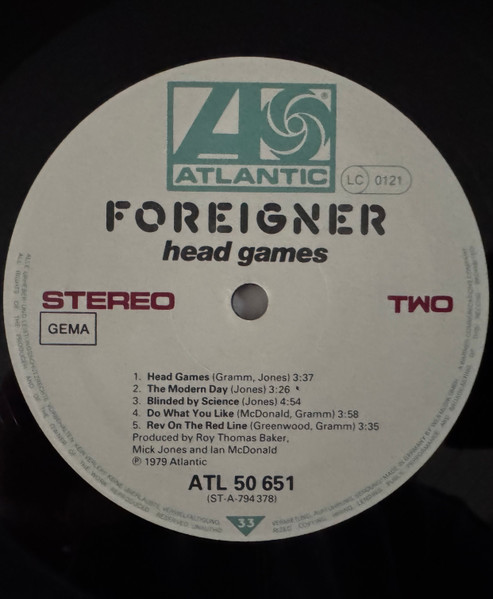 ATLANTIC
®
LC 0121
FOREIGNER
head games
STEREO
TWO
GEMA
1. Head Games (Gramm, Jones) 3:37
2. The Modern Day (Jones) 3:26
3. Blinded by Science (Jones) 4:54
4. Do What You Like (McDonald, Gramm) 3:58
5. Rev On The Red Line (Greenwood, Gramm) 3:35
Produced by Roy Thomas Baker,
Mick Jones and Ian McDonald
℗ 1979 Atlantic
ATL 50 651
(ST-A-794378)
33